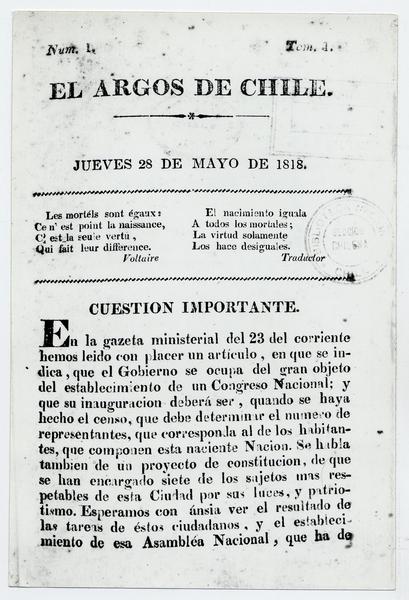 Num. 1. Tom. 1.
EL ARGOS DE CHILE.
JUEVES 28 DE MAYO DE 1818.
Les mortéls sont égaux:
Ce n' est point la naissance,
C' est la seule vertu,
Qui fait leur différence.
Voltaire
El nacimiento iguala
A todos los mortales;
La virtud solamente
Los hace desiguales.
Traductor
CUESTION IMPORTANTE.
En la gazeta ministerial del 23 del corriente
hemos leido con placer un artículo, en que se in-
dica, que el Gobierno se ocupa del gran objeto
del establecimiento de un Congreso Nacional; y
que su inauguracion deberá ser, quando se haya
hecho el censo, que debe determinar el numero de
representantes, que corresponda al de los habitan-
tes, que componen esta naciente Nacion. Se habla
tambien de un proyecto de constitucion, de que
se han encargado siete de los sujetos mas res-
petables de esta Ciudad por sus luces, y patrio-
tismo. Esperamos con ánsia ver el resultado de
las tareas de éstos ciudadanos, y el estableci-
miento de esa Asambléa Nacional, que ha de